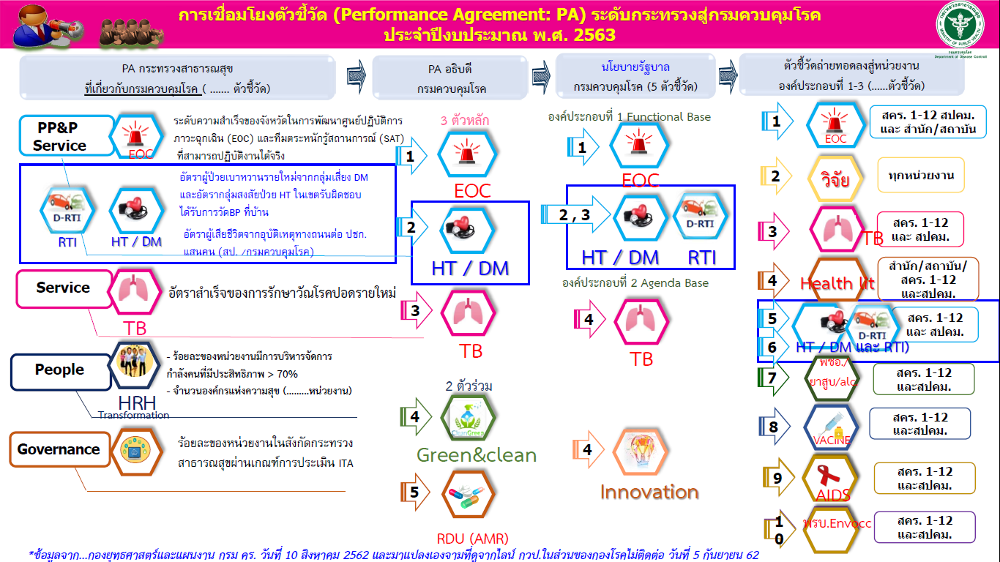 การเชื่อมโยงตัวชี้วัด (Performance Agreement: PA) ระดับกระทรวงสู่กรมควบคุมโรค
ประจำปีงบประมาณ พ.ศ. 2563
กระทรวงสาธารณสุข
MINISTRY OF PUBLIC HEALTH
กรมควบคุมโรค
Department of Disease Control
PA กระทรวงสาธารณสุข
ที่เกี่ยวกับกรมควบคุมโรค ( ....... ตัวชี้วัด)
PA อธิบดี
กรมควบคุมโรค
นโยบายรัฐบาล
กรมควบคุมโรค (5 ตัวชี้วัด)
ตัวชี้วัดถ่ายทอดลงสู่หน่วยงาน
องค์ประกอบที่ 1-3 (......ตัวชี้วัด)
PP&P
Service
EOC
ระดับความสำเร็จของจังหวัดในการพัฒนาศูนย์ปฏิบัติการ
ภาวะฉุกเฉิน (EOC) และทีมตระหนักรู้สถานการณ์ (SAT)
ที่สามารถปฏิบัติงานได้จริง
D-RTI
RTI
HT / DM
อัตราผู้ป่วยเบาหวานรายใหม่จากกลุ่มเสี่ยง DM
และอัตรากลุ่มสงสัยป่วย HT ในเขตรับผิดชอบ
ได้รับการวัดBP ที่บ้าน
อัตราผู้เสียชีวิตจากอุบัติเหตุทางถนนต่อ ปชก.
แสนคน (สป. /กรมควบคุมโรค)
Service
TB
อัตราสำเร็จของการรักษาวัณโรคปอดรายใหม่
People
HRH
Transformation
- ร้อยละของหน่วยงานมีการบริหารจัดการ
กำลังคนที่มีประสิทธิภาพ > 70%
- จำนวนองค์กรแห่งความสุข (.........หน่วยงาน)
Governance
ร้อยละของหน่วยงานในสังกัดกระทรวง
สาธารณสุขผ่านเกณฑ์การประเมิน ITA
3 ตัวหลัก
1
EOC
2
HT / DM
3
TB
2 ตัวร่วม
4
CleanGreen
Green&clean
5
RDU (AMR)
องค์ประกอบที่ 1 Functional Base
1
EOC
2 , 3
D-RTI
HT / DM
RTI
องค์ประกอบที่ 2 Agenda Base
4
TB
4
Innovation
1
EOC
สคร. 1-12 สปคม.
และ สำนัก/สถาบัน
2
วิจัย
ทุกหน่วยงาน
3
TB
สคร. 1-12
และ สปคม.
4
Health lit
สำนัก/สถาบัน/
สคร. 1-12
และสปคม.
5
6
D-RTI
HT / DM และ RTI)
สคร. 1-12
และ สปคม.
7
พชอ./
ยาสูบ/alc.
สคร. 1-12
และสปคม.
8
VACINE
สคร. 1-12
และสปคม.
9
AIDS
สคร. 1-12
และสปคม.
1
0
พรบ.Envocc
สคร. 1-12
และสปคม.
*ข้อมูลจาก...กองยุทธศาสตร์และแผนงาน กรม คร. วันที่ 10 สิงหาคม 2562 และมาแปลงเองจามที่ดูจากไลน์ กวป.ในส่วนของกองโรคไม่ติดต่อ วันที่ 5 กันยายน 62